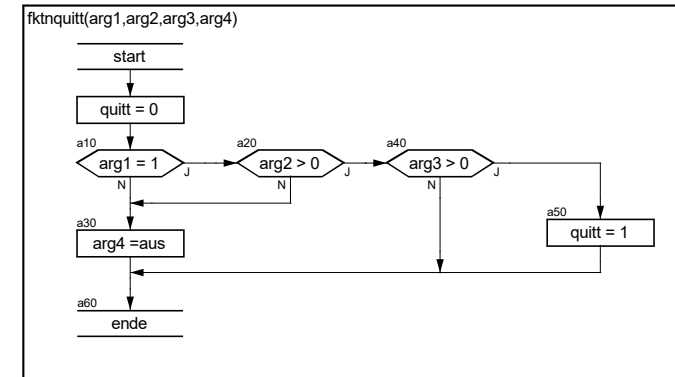 fktnquitt(arg1,arg2,arg3,arg4)
start
quitt = 0
a10
arg1 = 1
J
N
a20
arg2 > 0
J
N
a40
arg3 > 0
J
N
a30
arg4 =aus
a50
quitt = 1
a60
ende